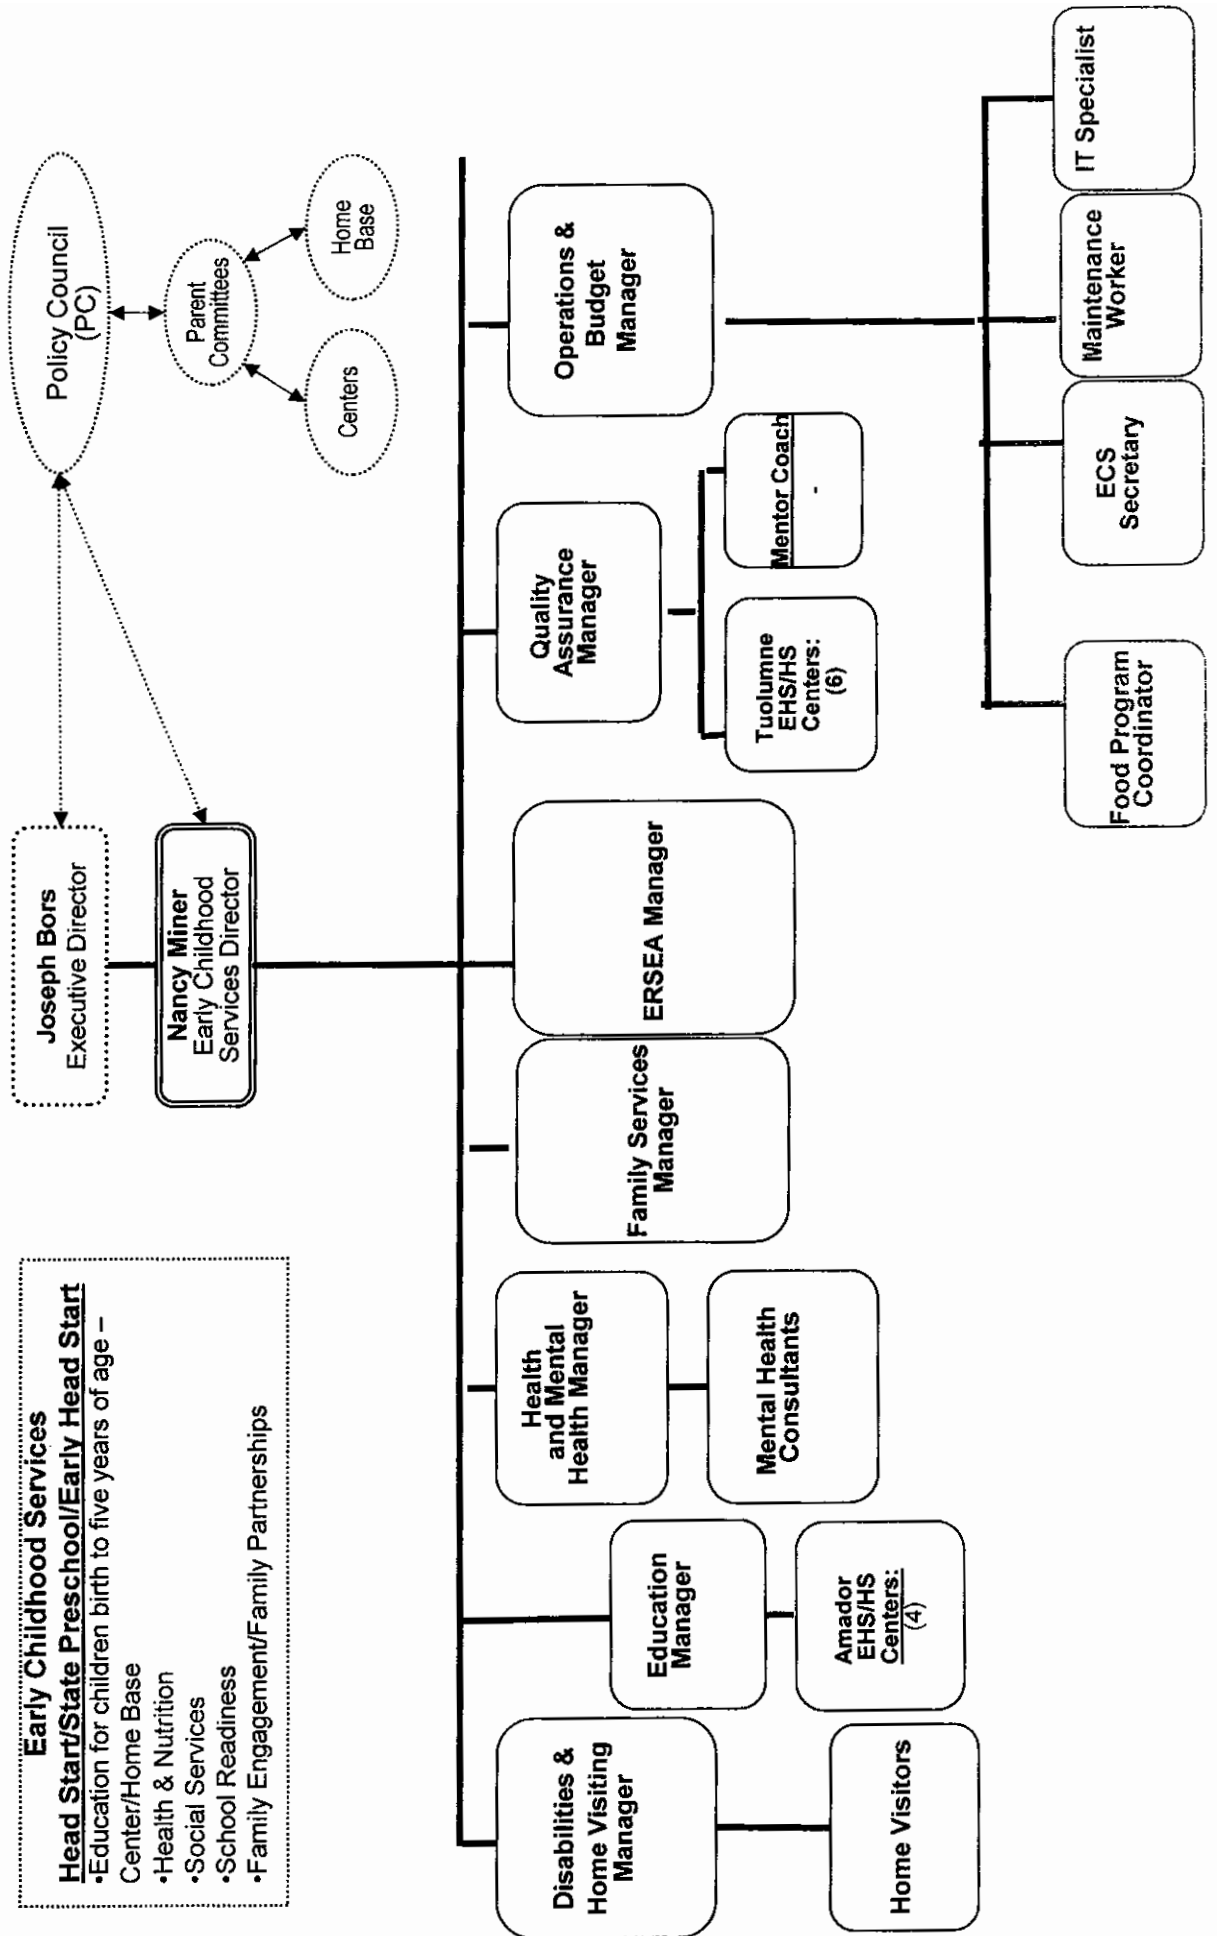 Early Childhood Services
Head Start/State Preschool/Early Head Start
•Education for children birth to five years of age –
Center/Home Base
•Health & Nutrition
•Social Services
•School Readiness
•Family Engagement/Family Partnerships
Joseph Bors
Executive Director
Nancy Miner
Early Childhood
Services Director
Policy Council
(PC)
Parent
Committees
Centers
Home
Base
Disabilities &
Home Visiting
Manager
Home Visitors
Education
Manager
Amador
EHS/HS
Centers:
(4)
Health
and Mental
Health Manager
Mental Health
Consultants
Family Services
Manager
ERSEA Manager
Quality
Assurance
Manager
Tuolumne
EHS/HS
Centers:
(6)
Mentor Coach
-
Operations &
Budget
Manager
Food Program
Coordinator
ECS
Secretary
Maintenance
Worker
IT Specialist